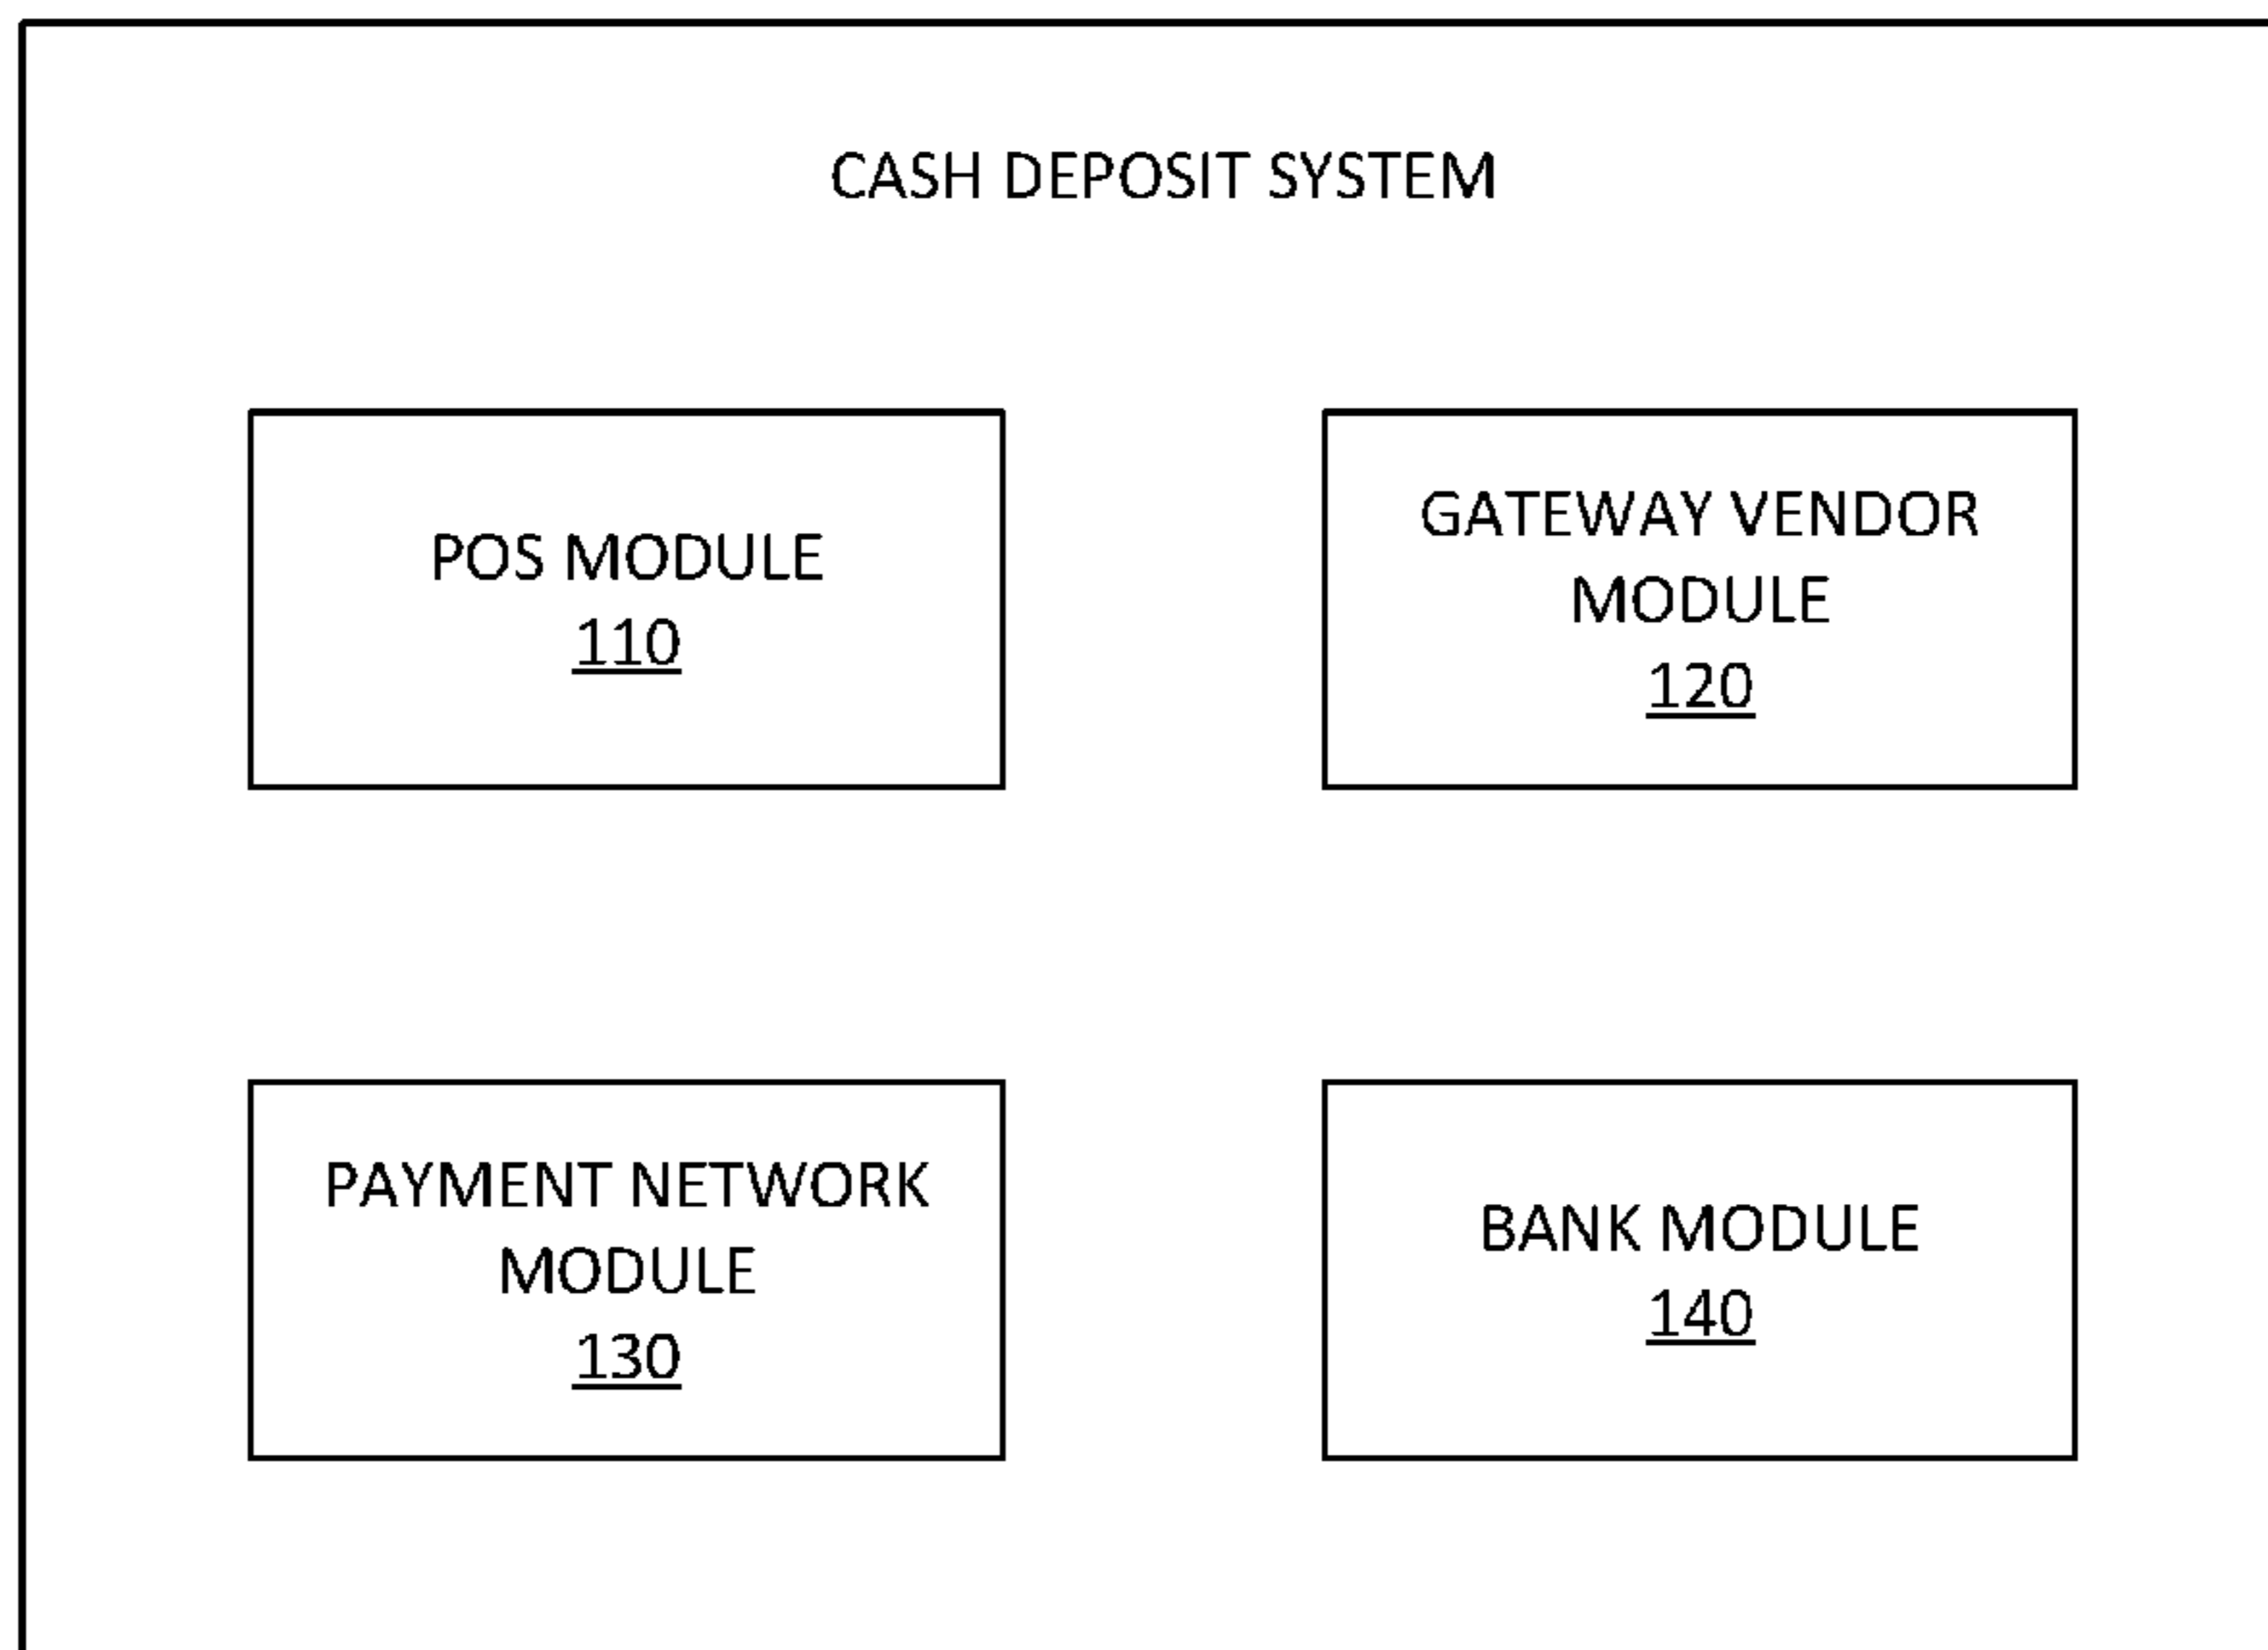 CASH DEPOSIT SYSTEM
POS MODULE
110
GATEWAY VENDOR
MODULE
120
PAYMENT NETWORK
MODULE
130
BANK MODULE
140